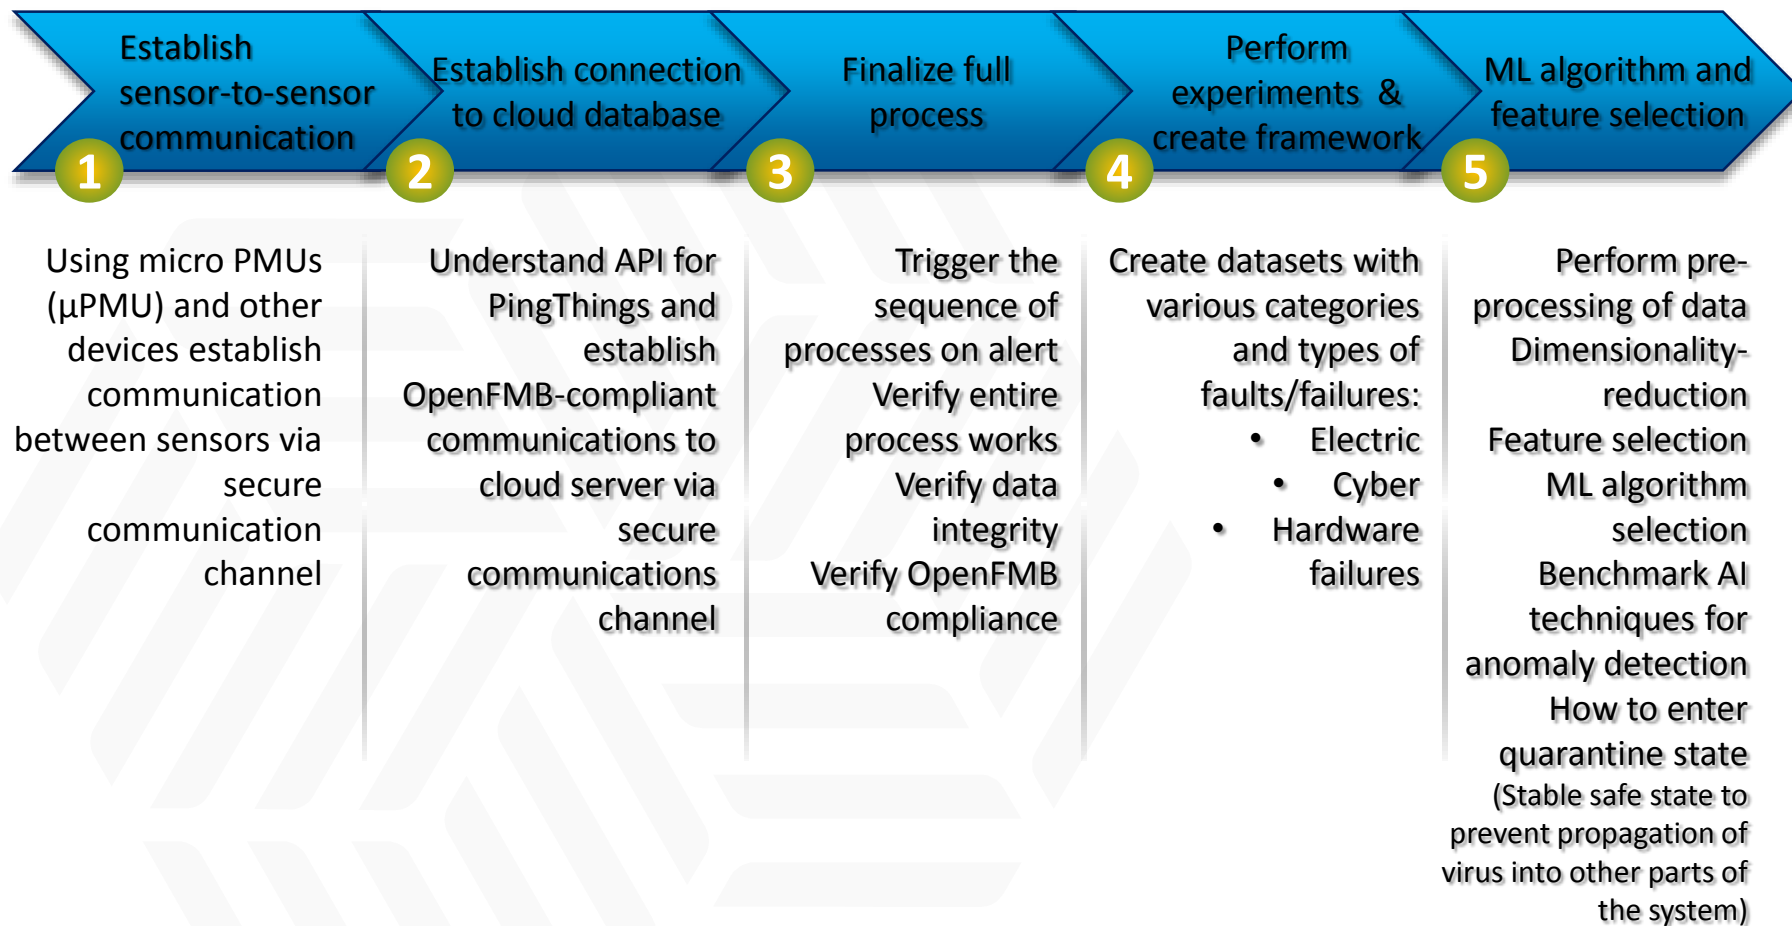 Establish
sensor-to-sensor
communication
1
Establish connection
to cloud database
2
Finalize full
process
3
Perform
experiments & 
create framework
4
ML algorithm and
feature selection
5
Using micro PMUs
(µPMU) and other
devices establish
communication
between sensors via
secure
communication
channel
Understand API for
PingThings and
establish
OpenFMB-compliant
communications to
cloud server via
secure
communications
channel
Trigger the
sequence of
processes on alert
Verify entire
process works
Verify data
integrity
Verify OpenFMB
compliance
Create datasets with
various categories
and types of
faults/failures:
• Electric
• Cyber
• Hardware
failures
Perform pre-
processing of data
Dimensionality-
reduction
Feature selection
ML algorithm
selection
Benchmark AI
techniques for
anomaly detection
How to enter
quarantine state
(Stable safe state to
prevent propagation of
virus into other parts of
the system)